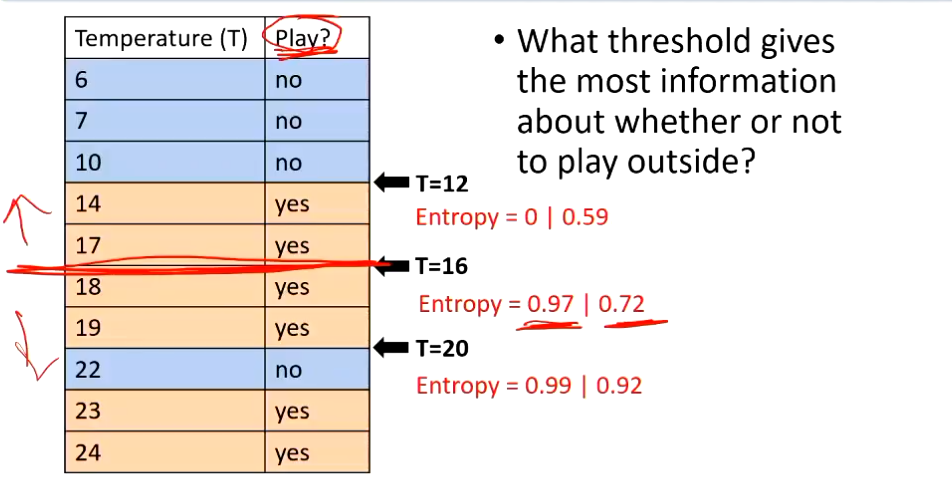 Temperature (T) Play?
6 no
7 no
10 no
14 yes
17 yes
18 yes
19 yes
22 no
23 yes
24 yes
• What threshold gives
the most information
about whether or not
to play outside?
T=12
Entropy = 0 | 0.59
T=16
Entropy = 0.97 | 0.72
T=20
Entropy = 0.99 | 0.92